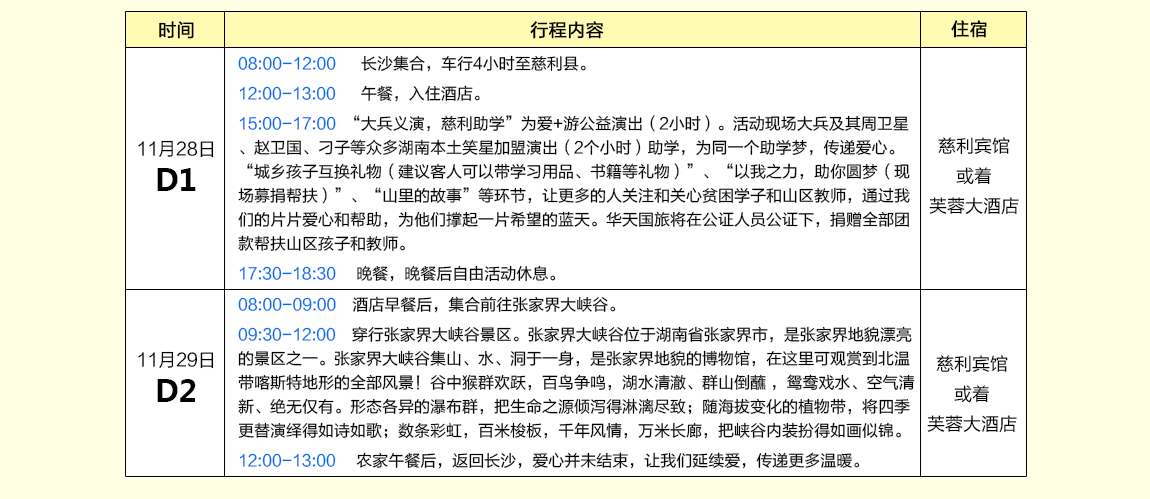 时间 行程内容 住宿
08:00-12:00 长沙集合，车行4小时至慈利县。
12:00-13:00 午餐，入住酒店。
15:00-17:00 “大兵义演，慈利助学”为爱+游公益演出（2小时）。活动现场大兵及其周卫星
、赵卫国、刁子等众多湖南本土笑星加盟演出（2个小时）助学，为同一个助学梦，传递爱心。
“城乡孩子互换礼物（建议客人可以带学习用品、书籍等礼物）”、“以我之力，助你圆梦（现
场募捐帮扶）”、“山里的故事”等环节，让更多的人关注和关心贫困学子和山区教师，通过我
们的片片爱心和帮助，为他们撑起一片希望的蓝天。华天国旅将在公证人员公证下，捐赠全部团
款帮扶山区孩子和教师。
17:30-18:30 晚餐，晚餐后自由活动休息。
11月28日
D1
慈利宾馆
或着
芙蓉大酒店
08:00-09:00 酒店早餐后，集合前往张家界大峡谷。
09:30-12:00 穿行张家界大峡谷景区。张家界大峡谷位于湖南省张家界市，是张家界地貌漂亮
的景区之一。张家界大峡谷集山、水、洞于一身，是张家界地貌的博物馆，在这里可观赏到北温
带喀斯特地形的全部风景！谷中猴群欢跃，百鸟争鸣，湖水清澈、群山倒蘸 ，鸳鸯戏水、空气清
新、绝无仅有。形态各异的瀑布群，把生命之源倾泻得淋漓尽致；随海拔变化的植物带，将四季
更替演绎得如诗如歌；数条彩虹，百米梭板，千年风情，万米长廊，把峡谷内装扮得如画似锦。
12:00-13:00 农家午餐后，返回长沙，爱心并未结束，让我们延续爱，传递更多温暖。
11月29日
D2
慈利宾馆
或着
芙蓉大酒店